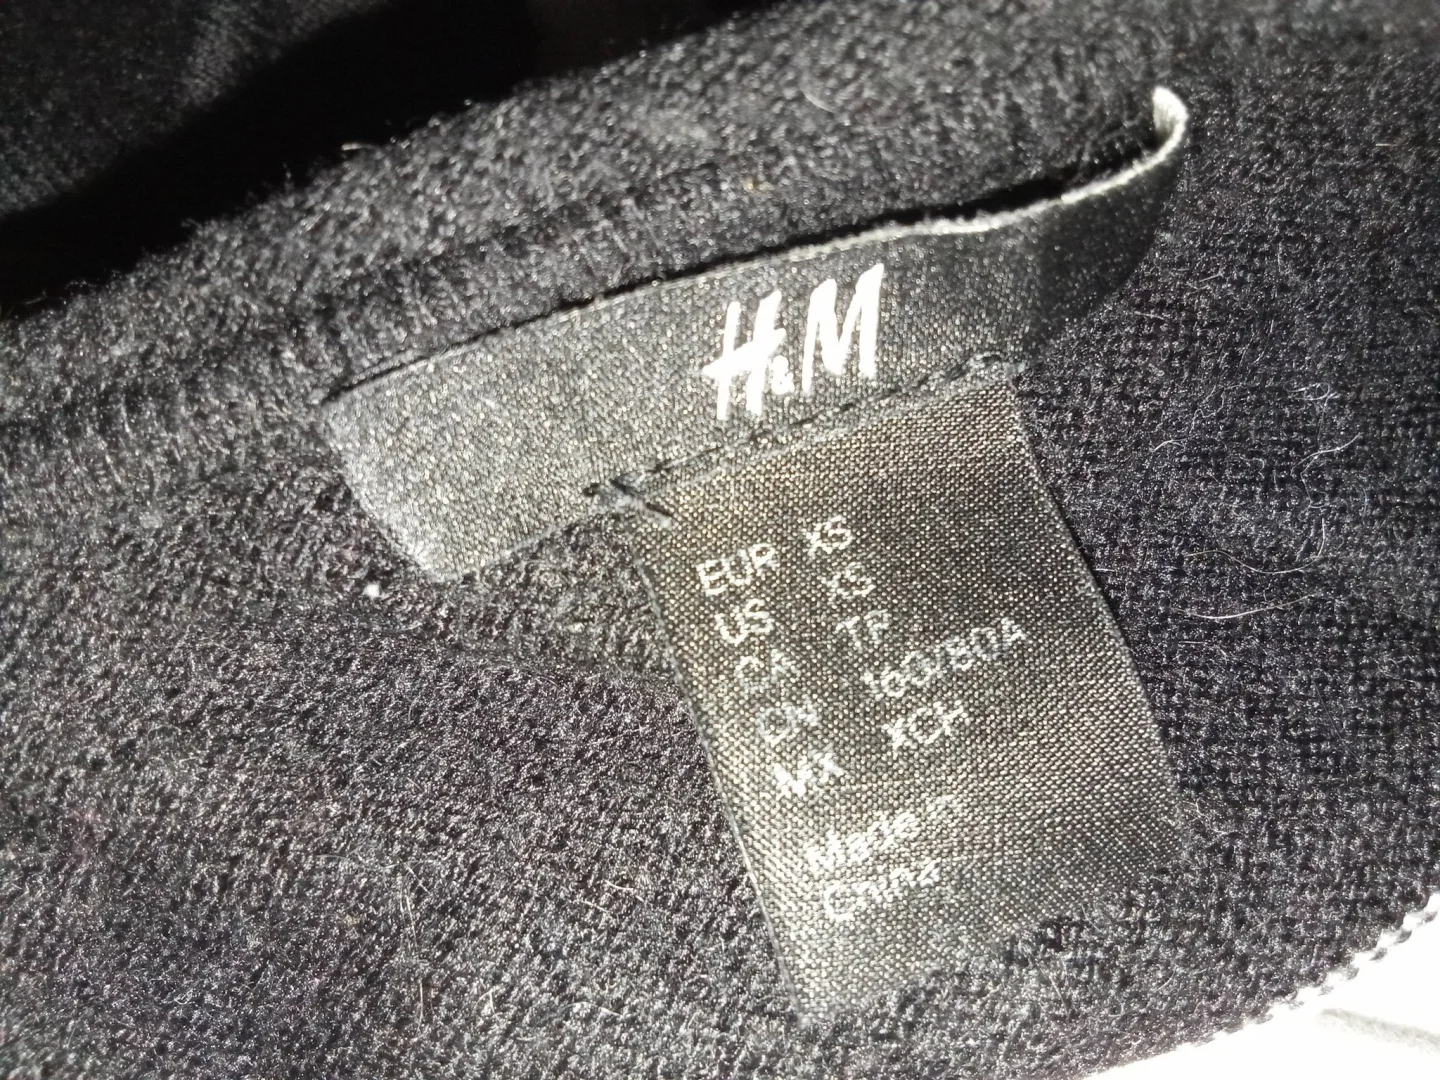 H&M
EUR XS
US XS
CA TP
CN 160/80A
MX XCH
Made in
China